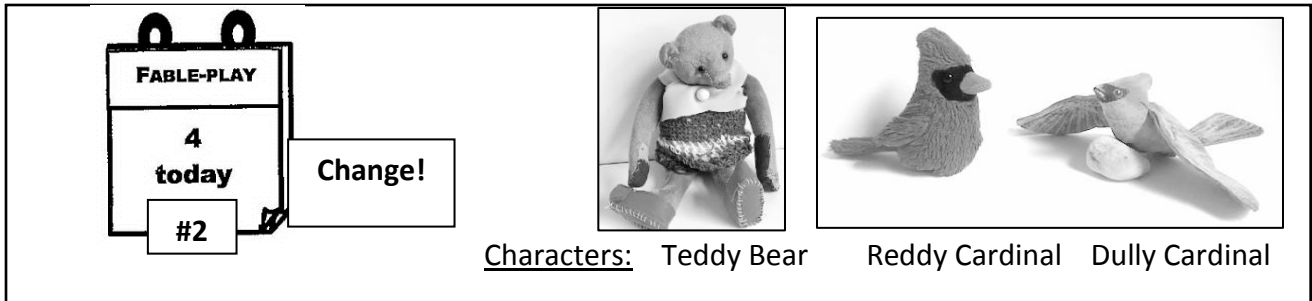 FABLE-PLAY
4
today
#2
Change!
Characters: Teddy Bear Reddy Cardinal Dully Cardinal